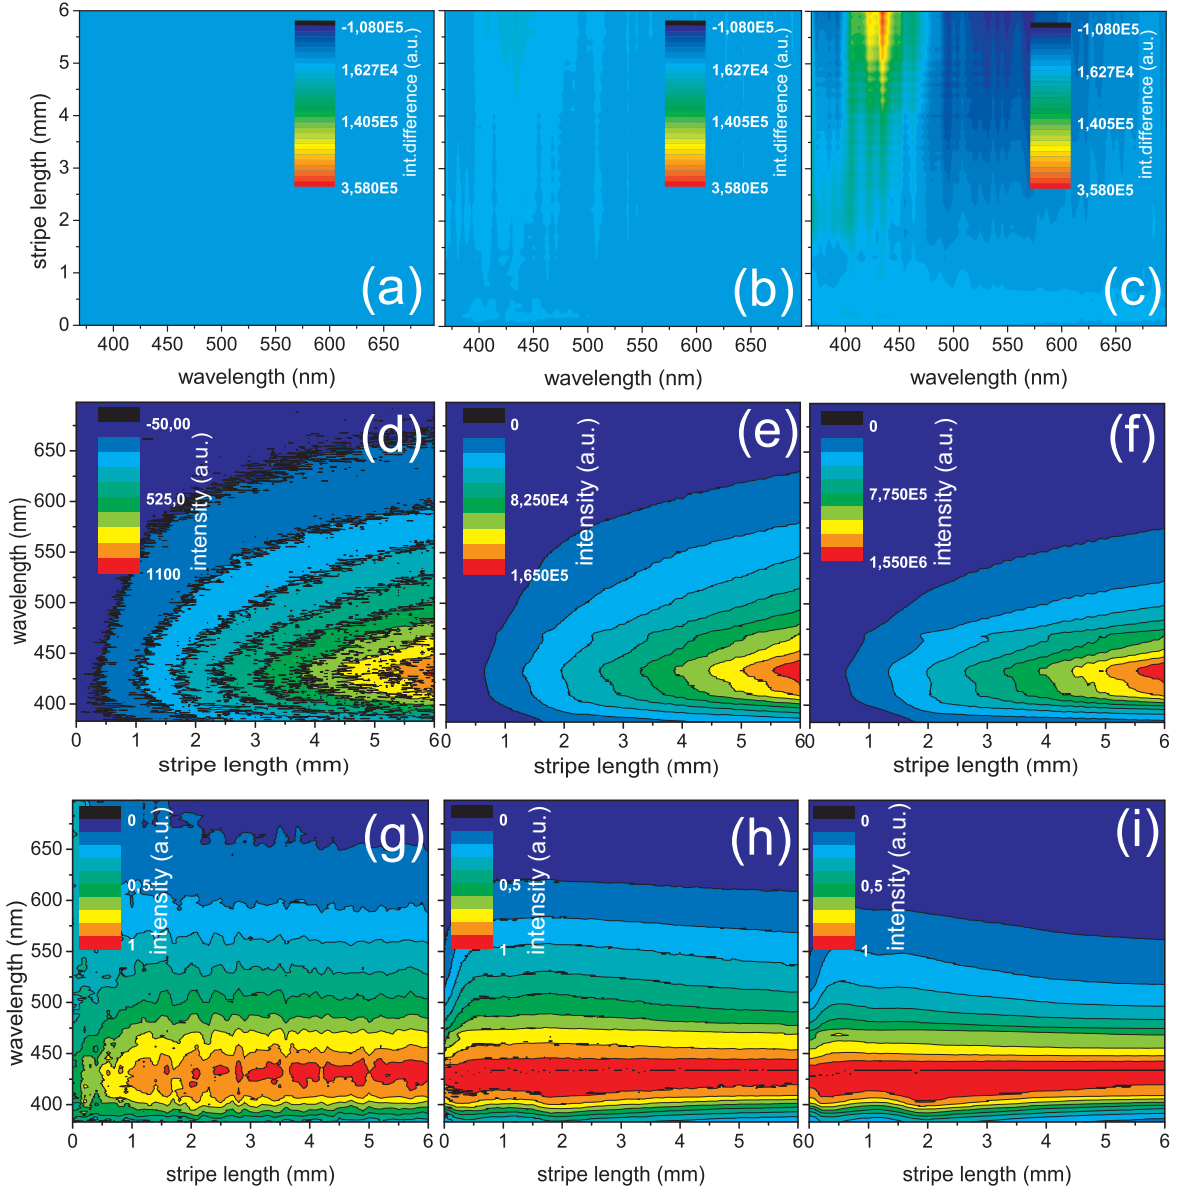 6
5
4
3
2
1
0
stripe length (mm)
-1,080E5
1,627E4
1,405E5
3,580E5
int.difference (a.u.)
(a)
400 450 500 550 600 650
wavelength (nm)
-1,080E5
1,627E4
1,405E5
3,580E5
int.difference (a.u.)
(b)
400 450 500 550 600 650
wavelength (nm)
-1,080E5
1,627E4
1,405E5
3,580E5
int.difference (a.u.)
(c)
400 450 500 550 600 650
wavelength (nm)
650
600
550
500
450
400
wavelength (nm)
-50,00
525,0
1100
intensity (a.u.)
(d)
0 1 2 3 4 5 6
stripe length (mm)
0
8,250E4
1,650E5
intensity (a.u.)
(e)
0 1 2 3 4 5 6
stripe length (mm)
0
7,750E5
1,550E6
intensity (a.u.)
(f)
0 1 2 3 4 5 6
stripe length (mm)
650
600
550
500
450
400
wavelength (nm)
0
0,5
1
intensity (a.u.)
(g)
0 1 2 3 4 5 6
stripe length (mm)
0
0,5
1
intensity (a.u.)
(h)
0 1 2 3 4 5 6
stripe length (mm)
0
0,5
1
intensity (a.u.)
(i)
0 1 2 3 4 5 6
stripe length (mm)